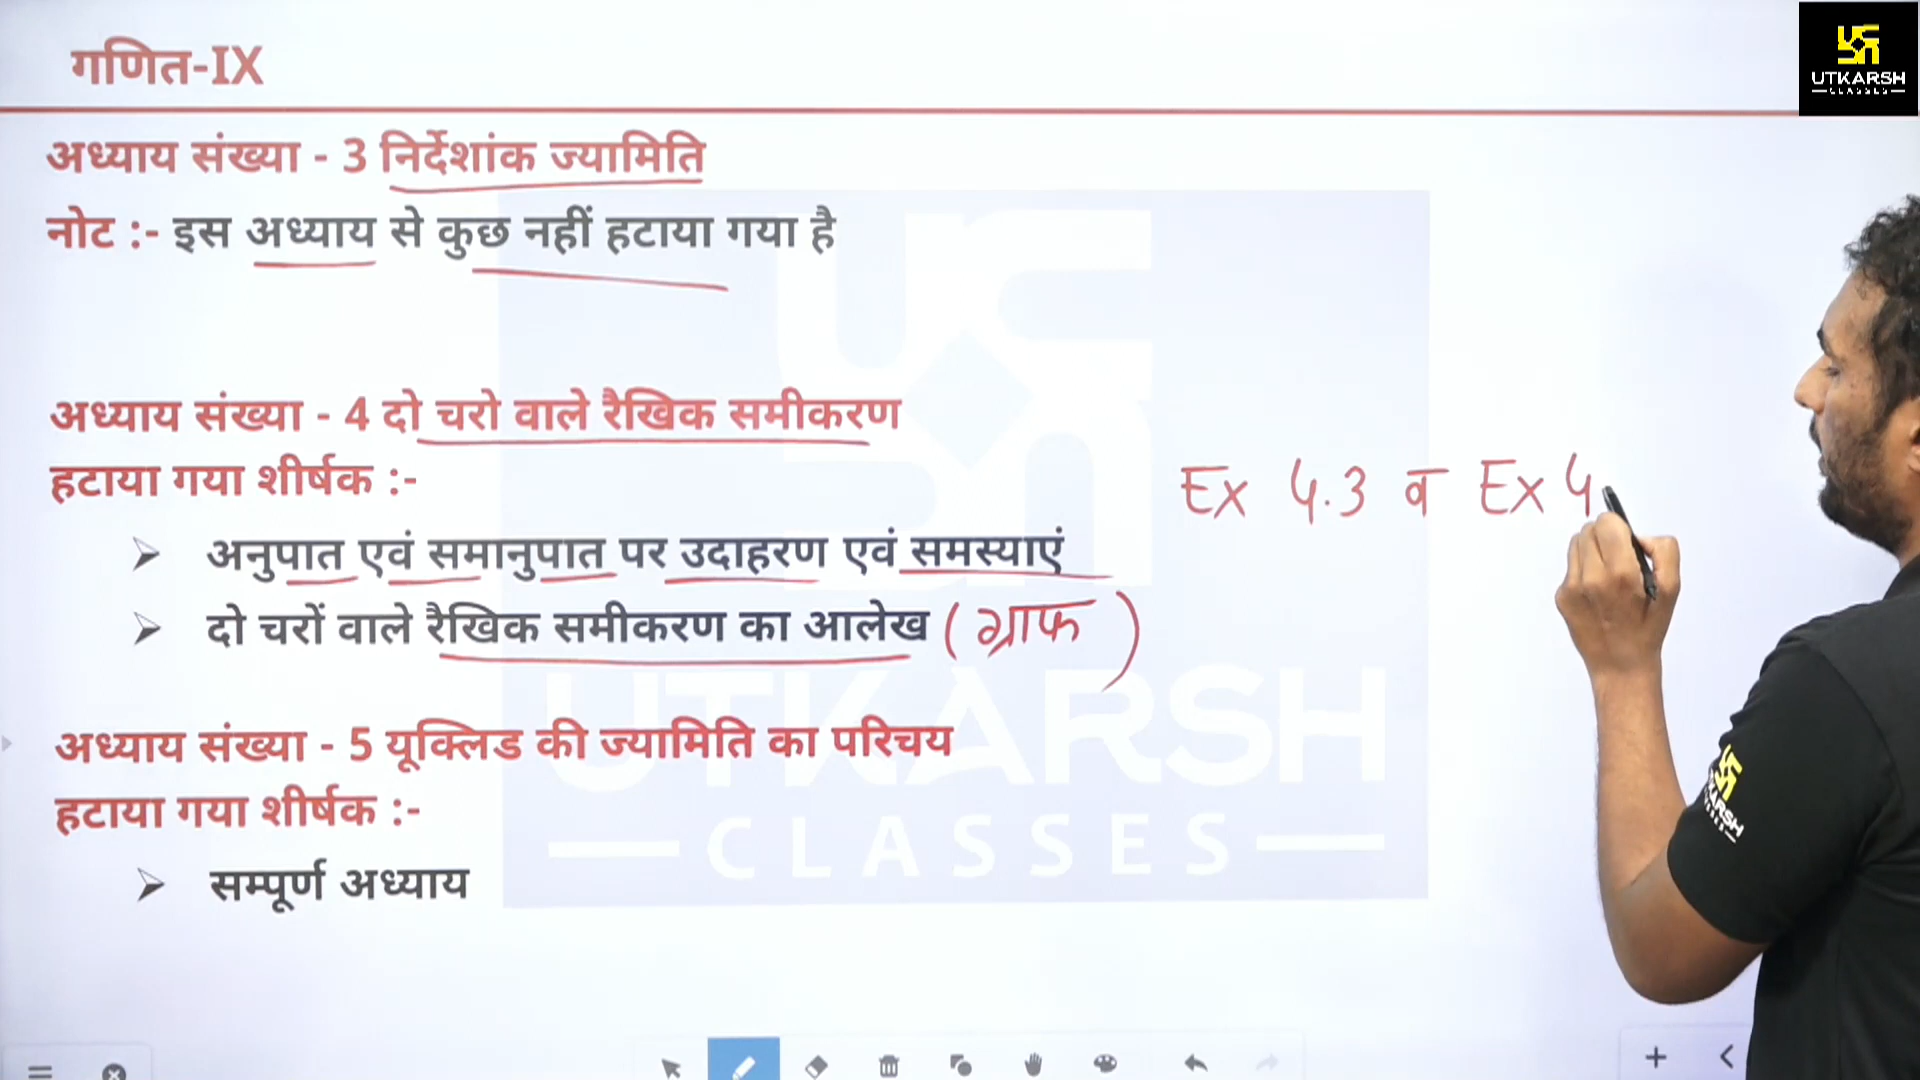 गणित-IX
UTKARSH
CLASSES
अध्याय संख्या - 3 निर्देशांक ज्यामिति
नोट :- इस अध्याय से कुछ नहीं हटाया गया है
अध्याय संख्या - 4 दो चरो वाले रैखिक समीकरण
हटाया गया शीर्षक :-
Ex 4.3 व Ex 4.
➢ अनुपात एवं समानुपात पर उदाहरण एवं समस्याएं
➢ दो चरों वाले रैखिक समीकरण का आलेख (ग्राफ)
UTKARSH
CLASSES
अध्याय संख्या - 5 यूक्लिड की ज्यामिति का परिचय
हटाया गया शीर्षक :-
➢ सम्पूर्ण अध्याय
UTKARSH